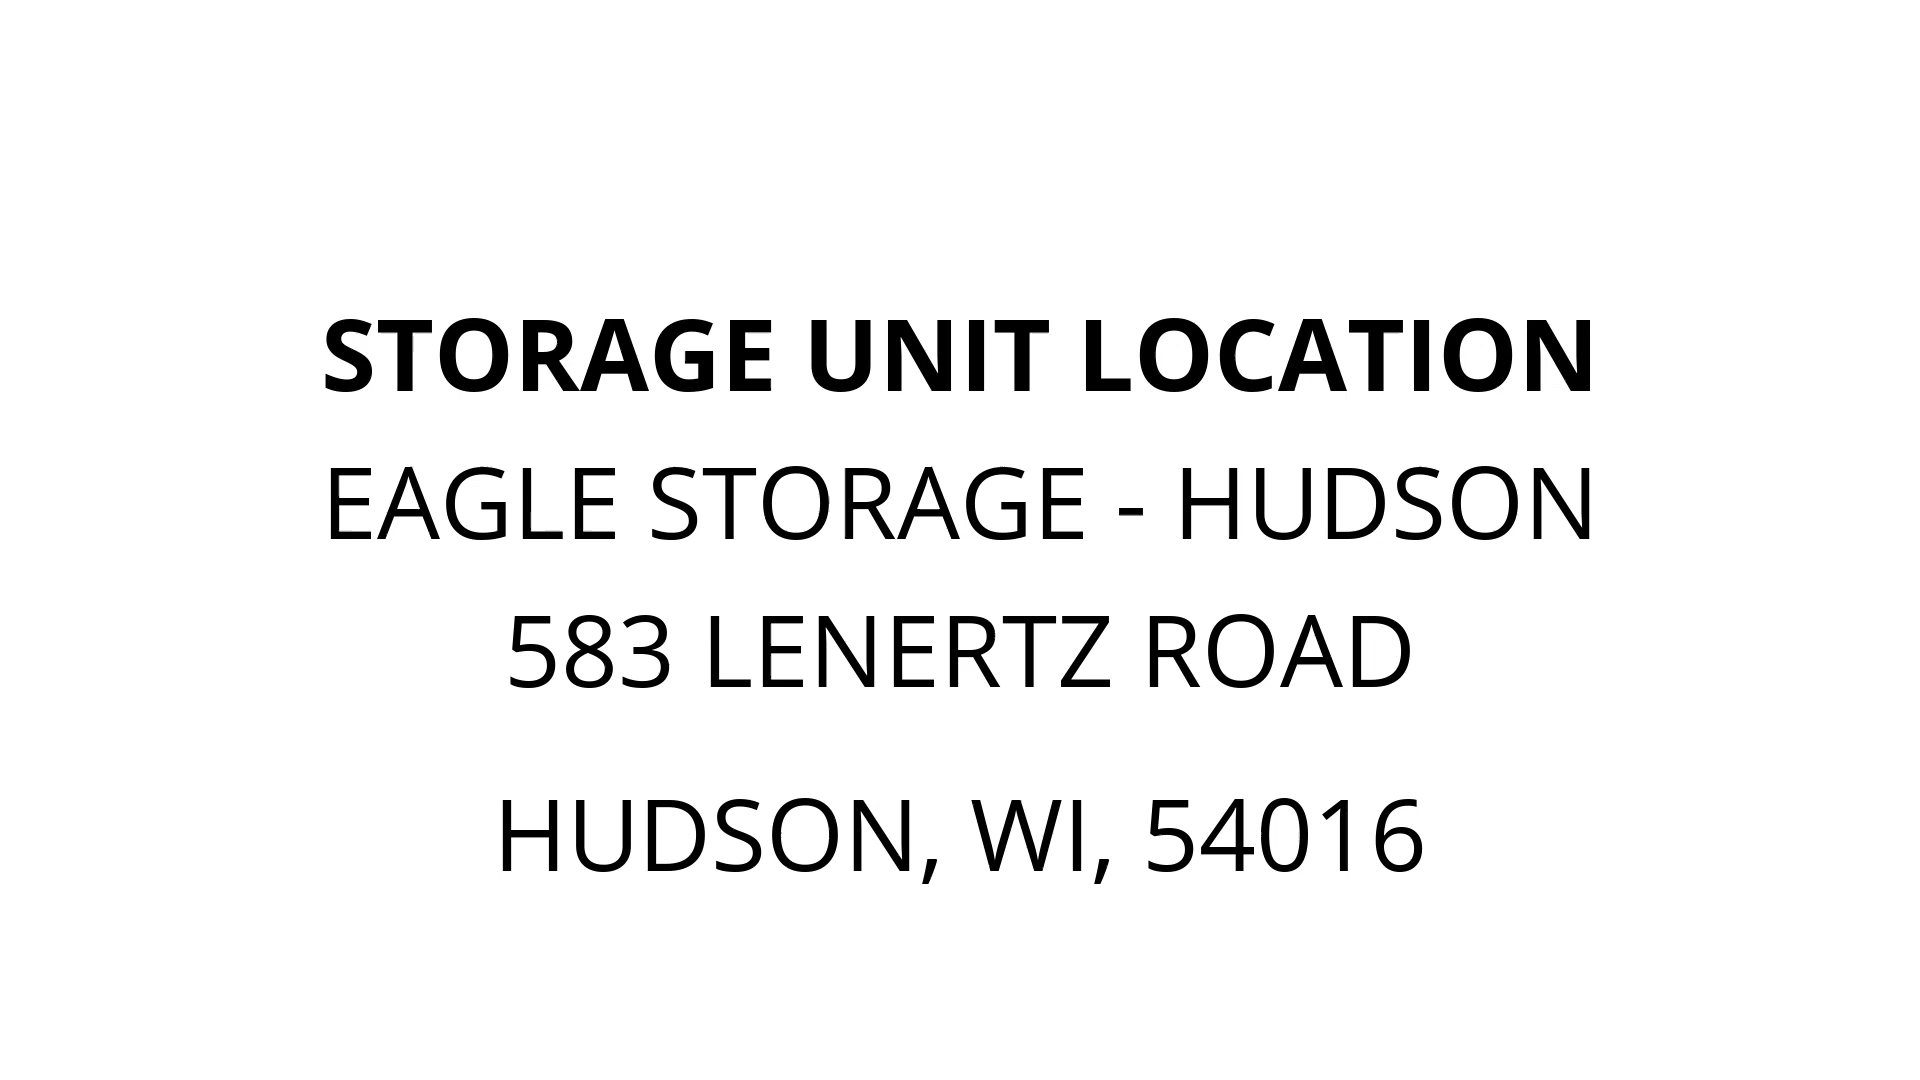 STORAGE UNIT LOCATION
EAGLE STORAGE - HUDSON
583 LENERTZ ROAD
HUDSON, WI, 54016